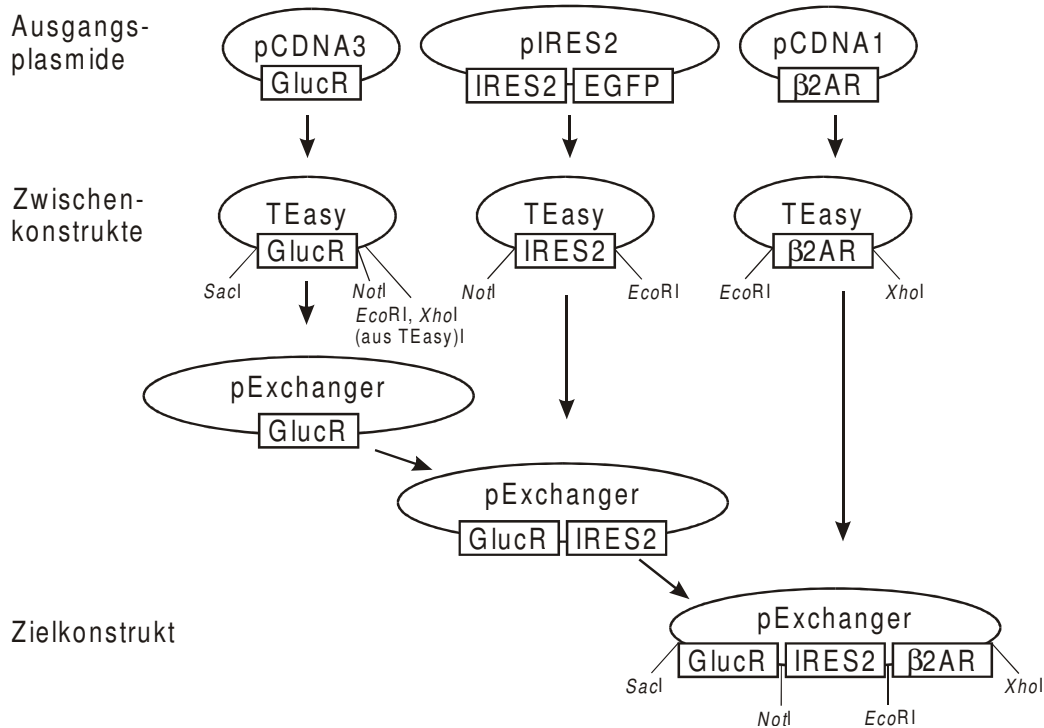 Ausgangs-
plasmide
pCDNA3
GlucR
pIRES2
IRES2
EGFP
pCDNA1
β2AR
Zwischen-
konstrukte
TEasy
GlucR
SacI
NotI
EcoRI, XhoI
(aus TEasy)I
TEasy
IRES2
NotI
EcoRI
TEasy
β2AR
EcoRI
XhoI
pExchanger
GlucR
pExchanger
GlucR
IRES2
Zielkonstrukt
pExchanger
GlucR
IRES2
β2AR
SacI
NotI
EcoRI
XhoI